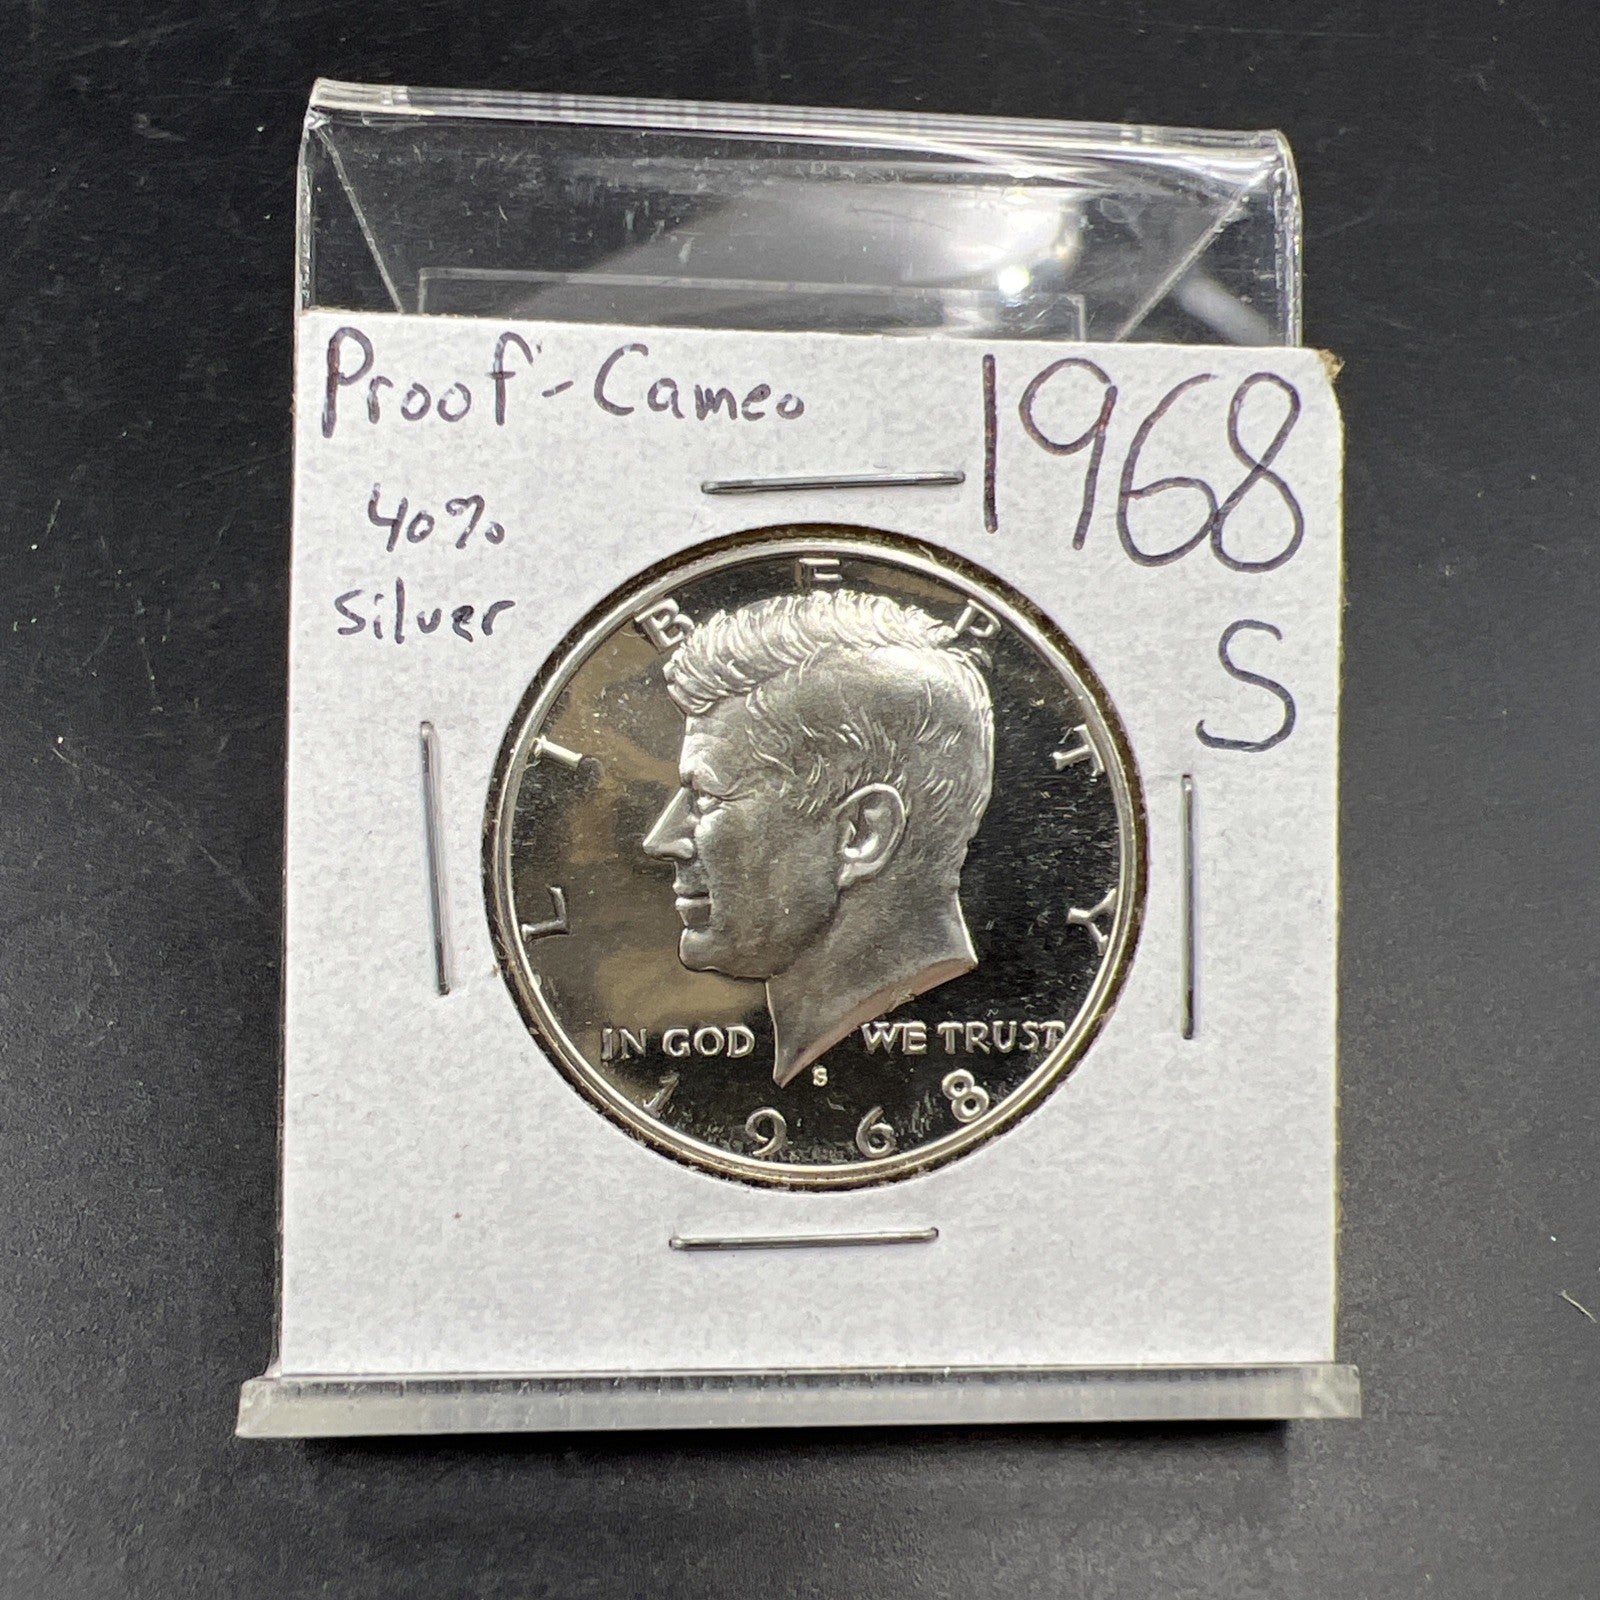 Proof-Cameo
1968
40%
S
Silver
LIBERTY
IN GOD WE TRUST
S
1968